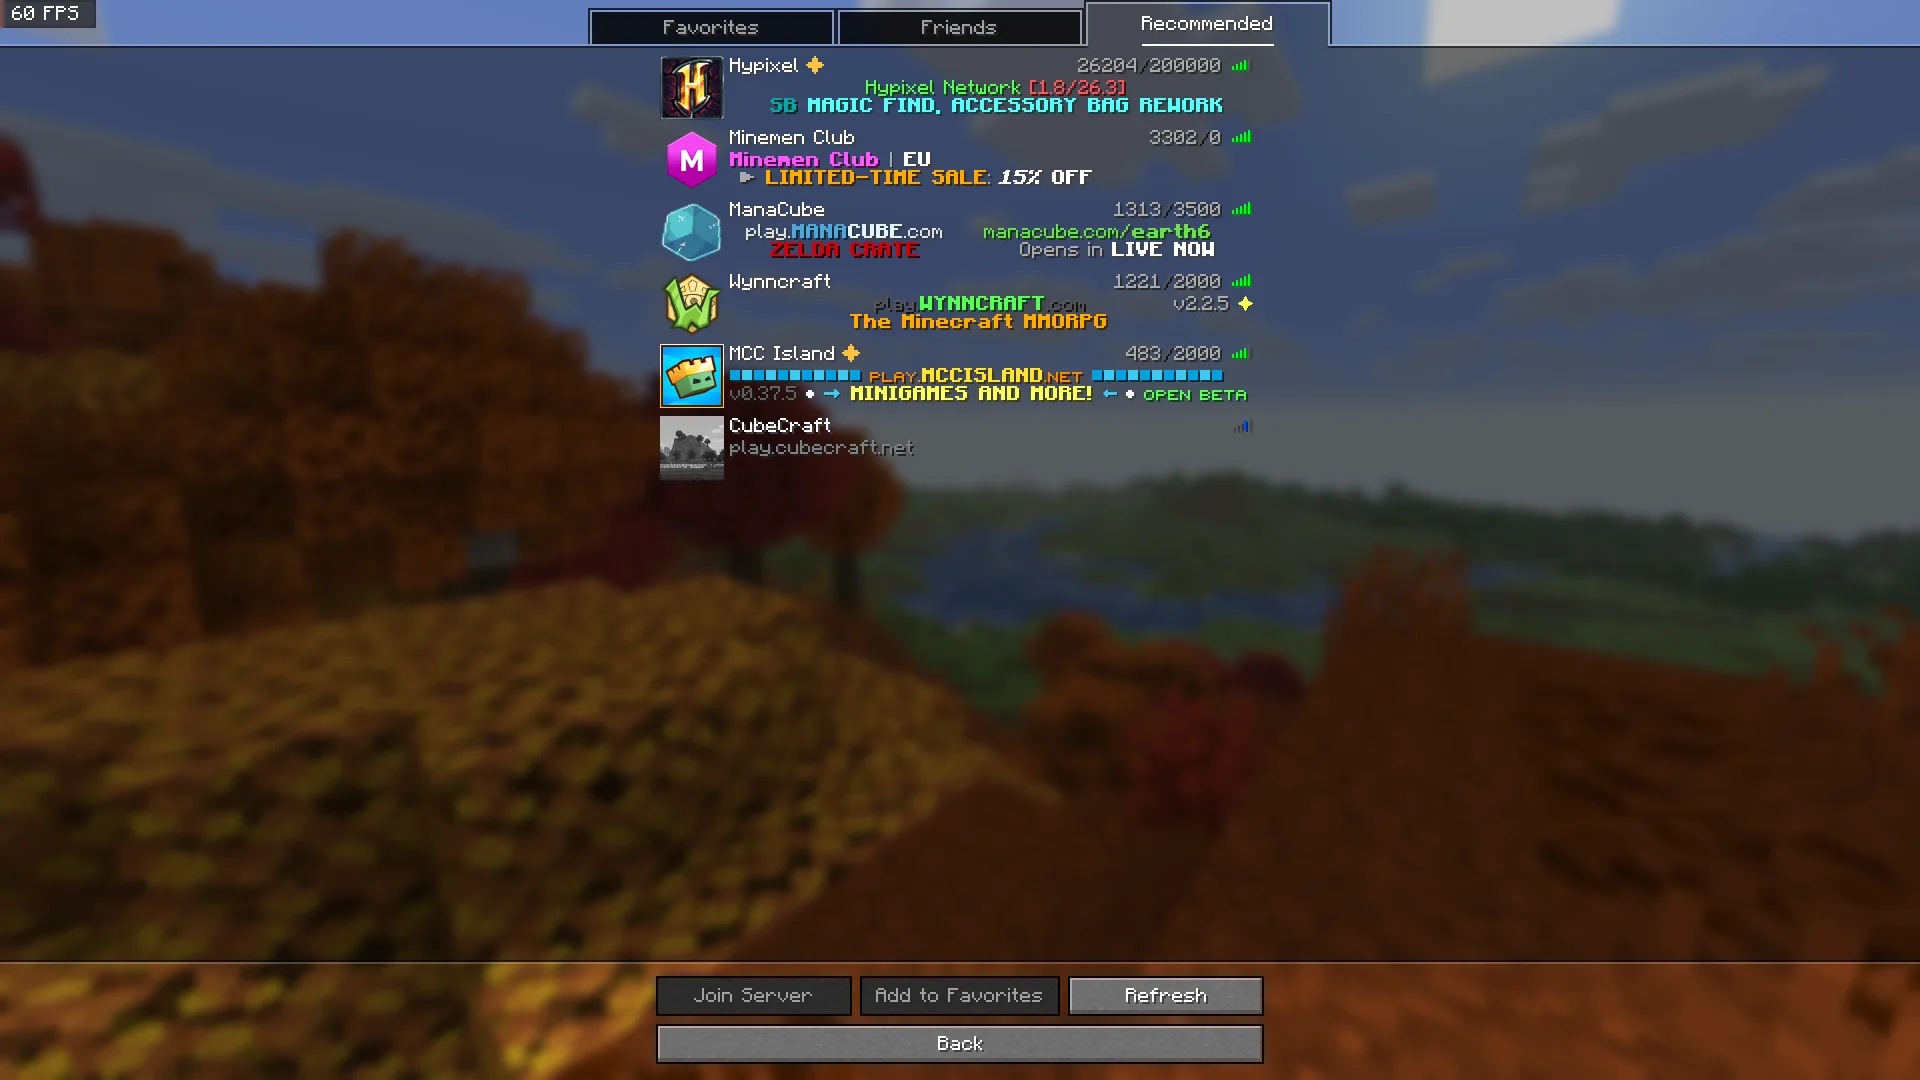 60 FPS
Favorites
Friends
Recommended
Hypixel
26204/200000
Hypixel Network [1.8/26.3]
SB MAGIC FIND, ACCESSORY BAG REWORK
Minemen Club
3302/0
M
Minemen Club | EU
LIMITED-TIME SALE: 15% OFF
ManaCube
1313/3500
play.MANACUBE.com
manacube.com/earth6
ZELDA CRATE
Opens in LIVE NOW
Wynncraft
1221/2000
play.WYNNCRAFT.com
v2.2.5
The Minecraft MMORPG
MCC Island
483/2000
PLAY.MCCISLAND.NET
v0.37.5 • → MINIGAMES AND MORE! ← • OPEN BETA
CubeCraft
play.cubecraft.net
Join Server
Add to Favorites
Refresh
Back